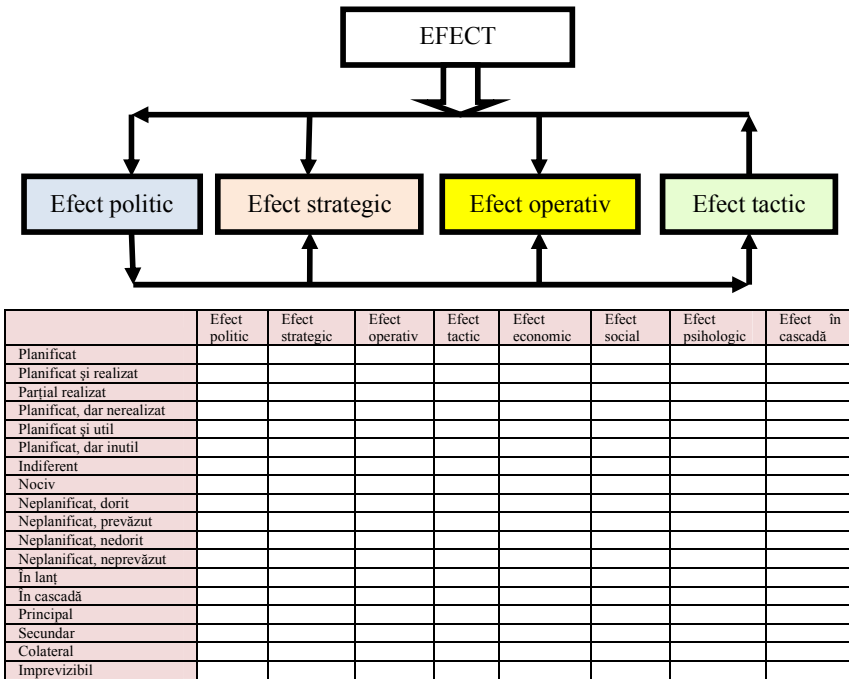 EFECT
Efect politic
Efect strategic
Efect operativ
Efect tactic
Efect politic
Efect strategic
Efect operativ
Efect tactic
Efect economic
Efect social
Efect psihologic
Efect în cascadă
Planificat
Planificat și realizat
Parțial realizat
Planificat, dar nerealizat
Planificat și util
Planificat, dar inutil
Indiferent
Nociv
Neplanificat, dorit
Neplanificat, prevăzut
Neplanificat, nedorit
Neplanificat, neprevăzut
În lanț
În cascadă
Principal
Secundar
Colateral
Imprevizibil